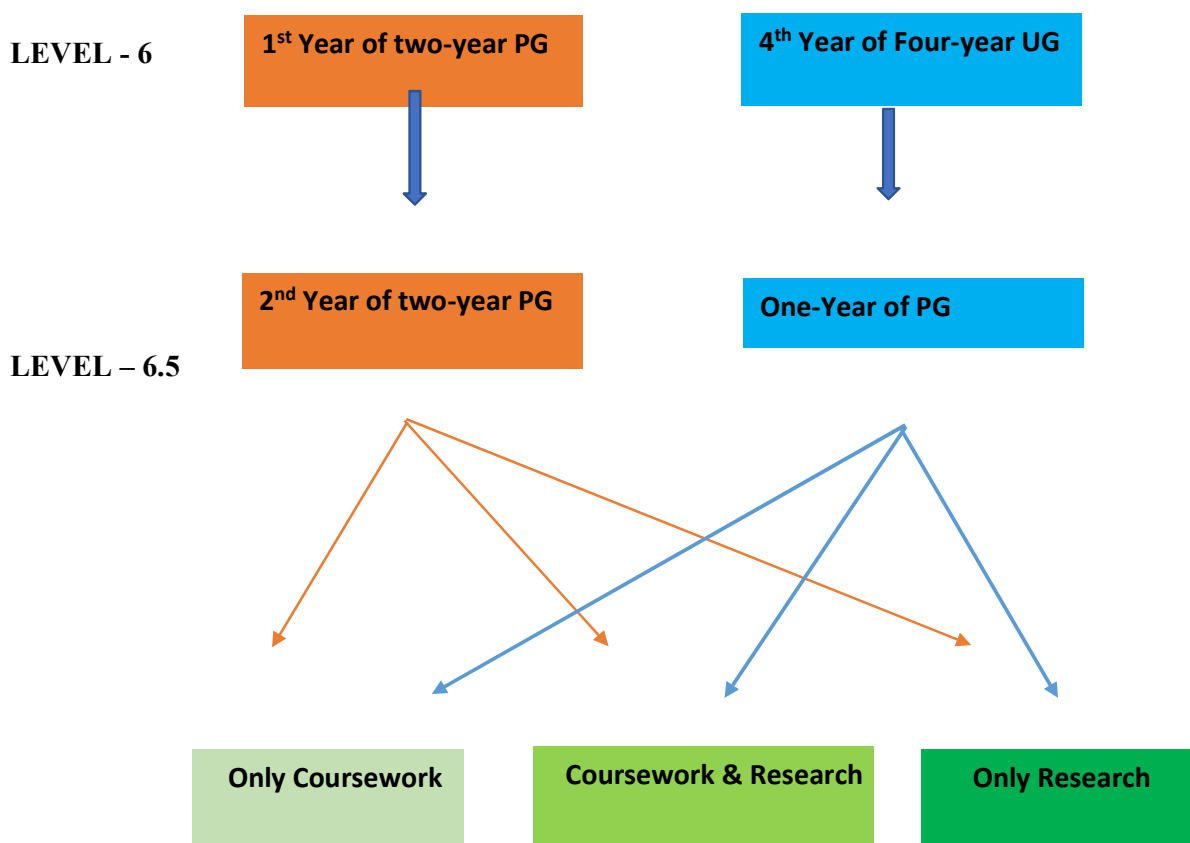 LEVEL - 6
1st Year of two-year PG
4th Year of Four-year UG
2nd Year of two-year PG
One-Year of PG
LEVEL – 6.5
Only Coursework
Coursework & Research
Only Research